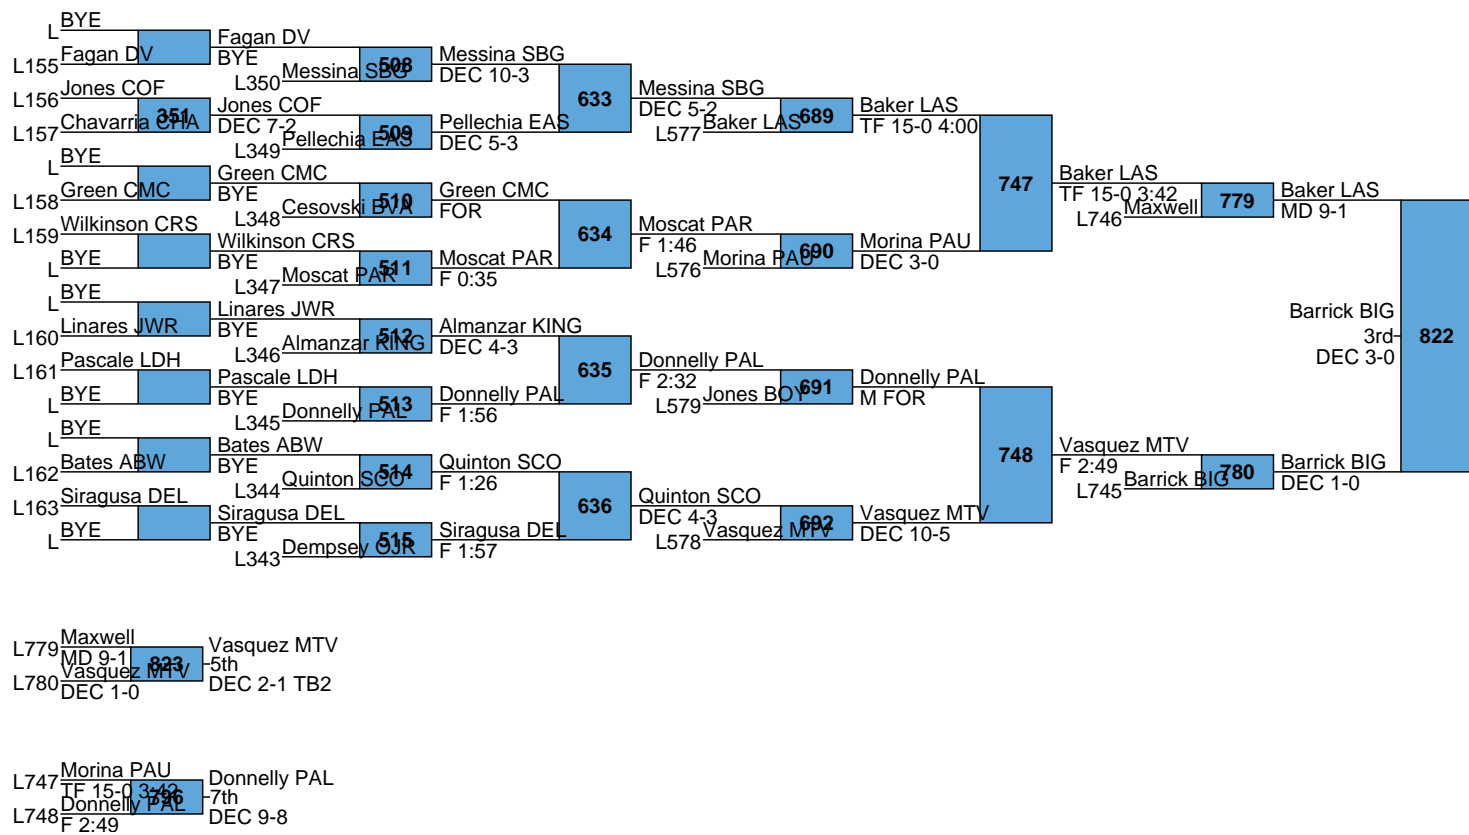 BYE
L
Fagan DV
L155
Fagan DV
BYE
Jones COF
L156
351
Chavarria CHA
L157
Jones COF
DEC 7-2
BYE
L
Green CMC
L158
Green CMC
BYE
Wilkinson CRS
L159
BYE
L
Wilkinson CRS
BYE
BYE
L
Linares JWR
L160
Linares JWR
BYE
Pascale LDH
L161
BYE
L
Pascale LDH
BYE
BYE
L
Bates ABW
L162
Bates ABW
BYE
Siragusa DEL
L163
BYE
L
Siragusa DEL
BYE
L350
Messina SBG
508
Messina SBG
DEC 10-3
L349
Pellechia EAS
509
Pellechia EAS
DEC 5-3
L348
Cesovski BVA
510
Green CMC
FOR
L347
Moscat PAR
511
Moscat PAR
F 0:35
L346
Almanzar KING
512
Almanzar KING
DEC 4-3
L345
Donnelly PAL
513
Donnelly PAL
F 1:56
L344
Quinton SCO
514
Quinton SCO
F 1:26
L343
Dempsey OJR
515
Siragusa DEL
F 1:57
633
Messina SBG
DEC 5-2
634
Moscat PAR
F 1:46
635
Donnelly PAL
F 2:32
636
Quinton SCO
DEC 4-3
L577
Baker LAS
689
Baker LAS
TF 15-0 4:00
L576
Morina PAU
690
Morina PAU
DEC 3-0
L579
Jones BOY
691
Donnelly PAL
M FOR
L578
Vasquez MTV
692
Vasquez MTV
DEC 10-5
747
Baker LAS
TF 15-0 3:42
748
Vasquez MTV
F 2:49
L746
Maxwell
779
Baker LAS
MD 9-1
L745
Barrick BIG
780
Barrick BIG
DEC 1-0
Barrick BIG
3rd
DEC 3-0
822
L779
Maxwell
MD 9-1
823
L780
Vasquez MTV
DEC 1-0
Vasquez MTV
5th
DEC 2-1 TB2
L747
Morina PAU
TF 15-0 3:42
796
L748
Donnelly PAL
F 2:49
Donnelly PAL
7th
DEC 9-8